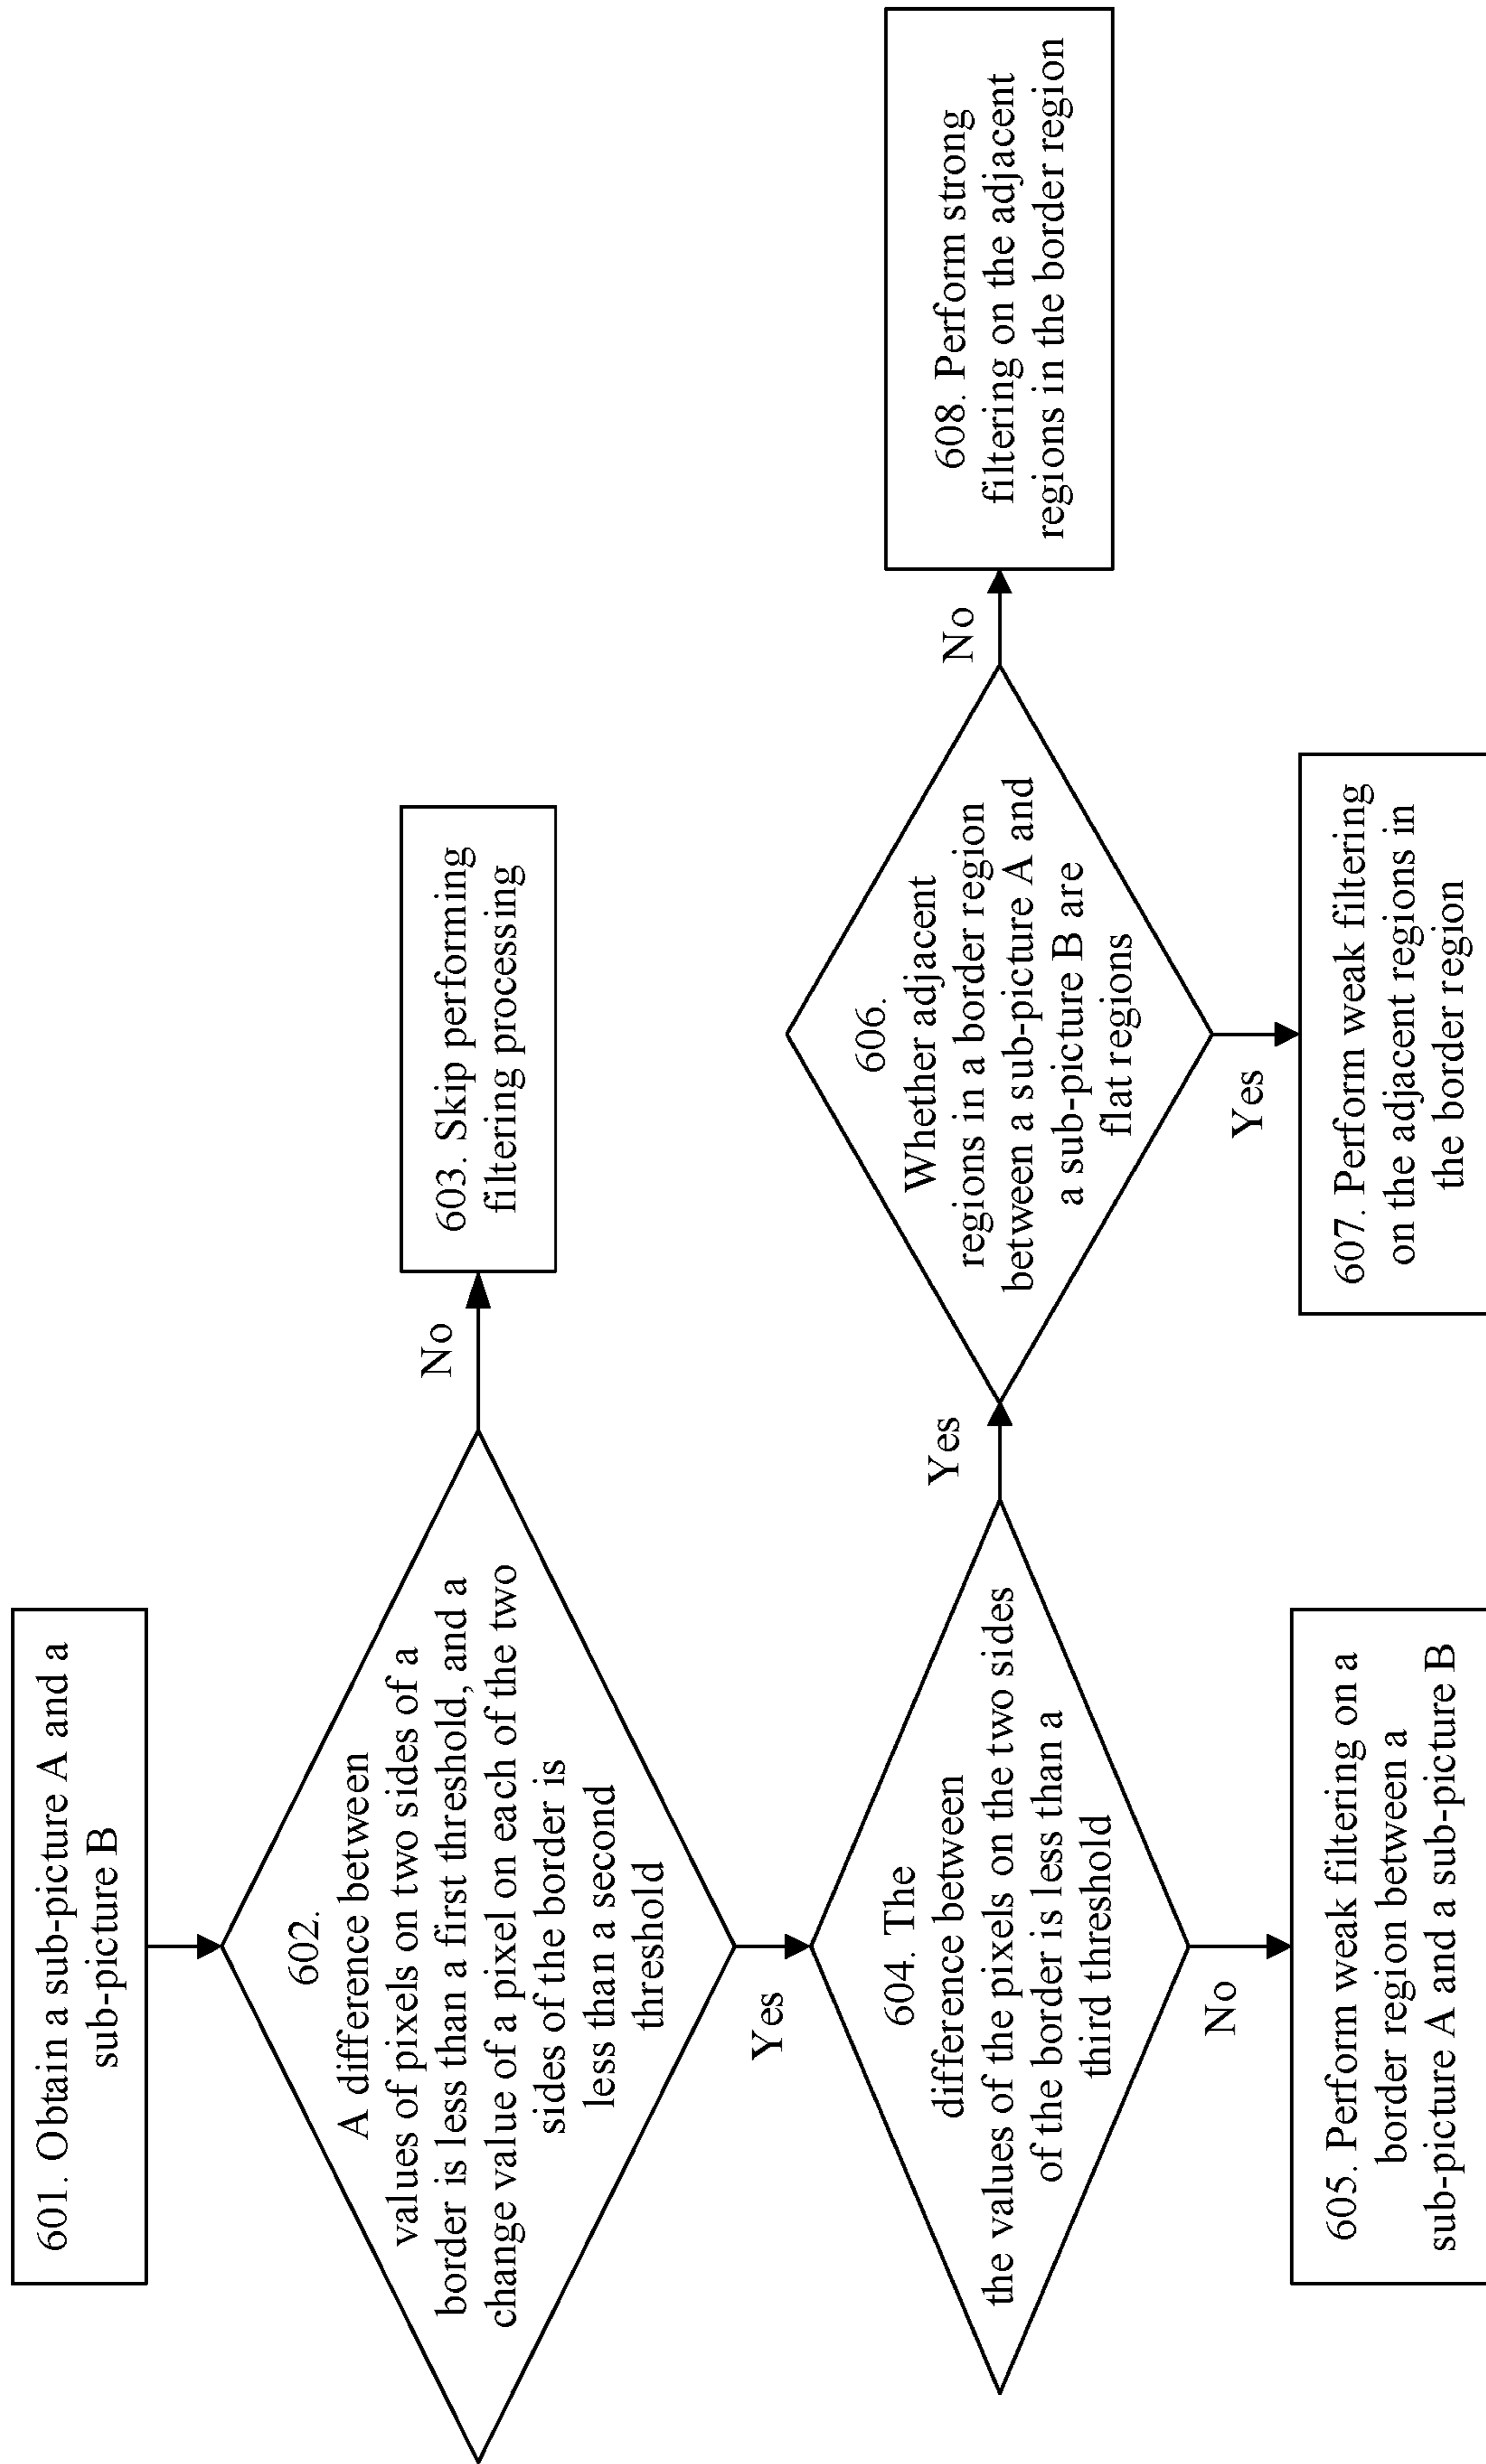 601. Obtain a sub-picture A and a
sub-picture B
602.
A difference between
values of pixels on two sides of a
border is less than a first threshold, and a
change value of a pixel on each of the two
sides of the border is
less than a second
threshold
No
603. Skip performing
filtering processing
Yes
604. The
difference between
the values of the pixels on the two sides
of the border is less than a
third threshold
No
605. Perform weak filtering on a
border region between a
sub-picture A and a sub-picture B
Yes
606.
Whether adjacent
regions in a border region
between a sub-picture A and
a sub-picture B are
flat regions
Yes
607. Perform weak filtering
on the adjacent regions in
the border region
No
608. Perform strong
filtering on the adjacent
regions in the border region